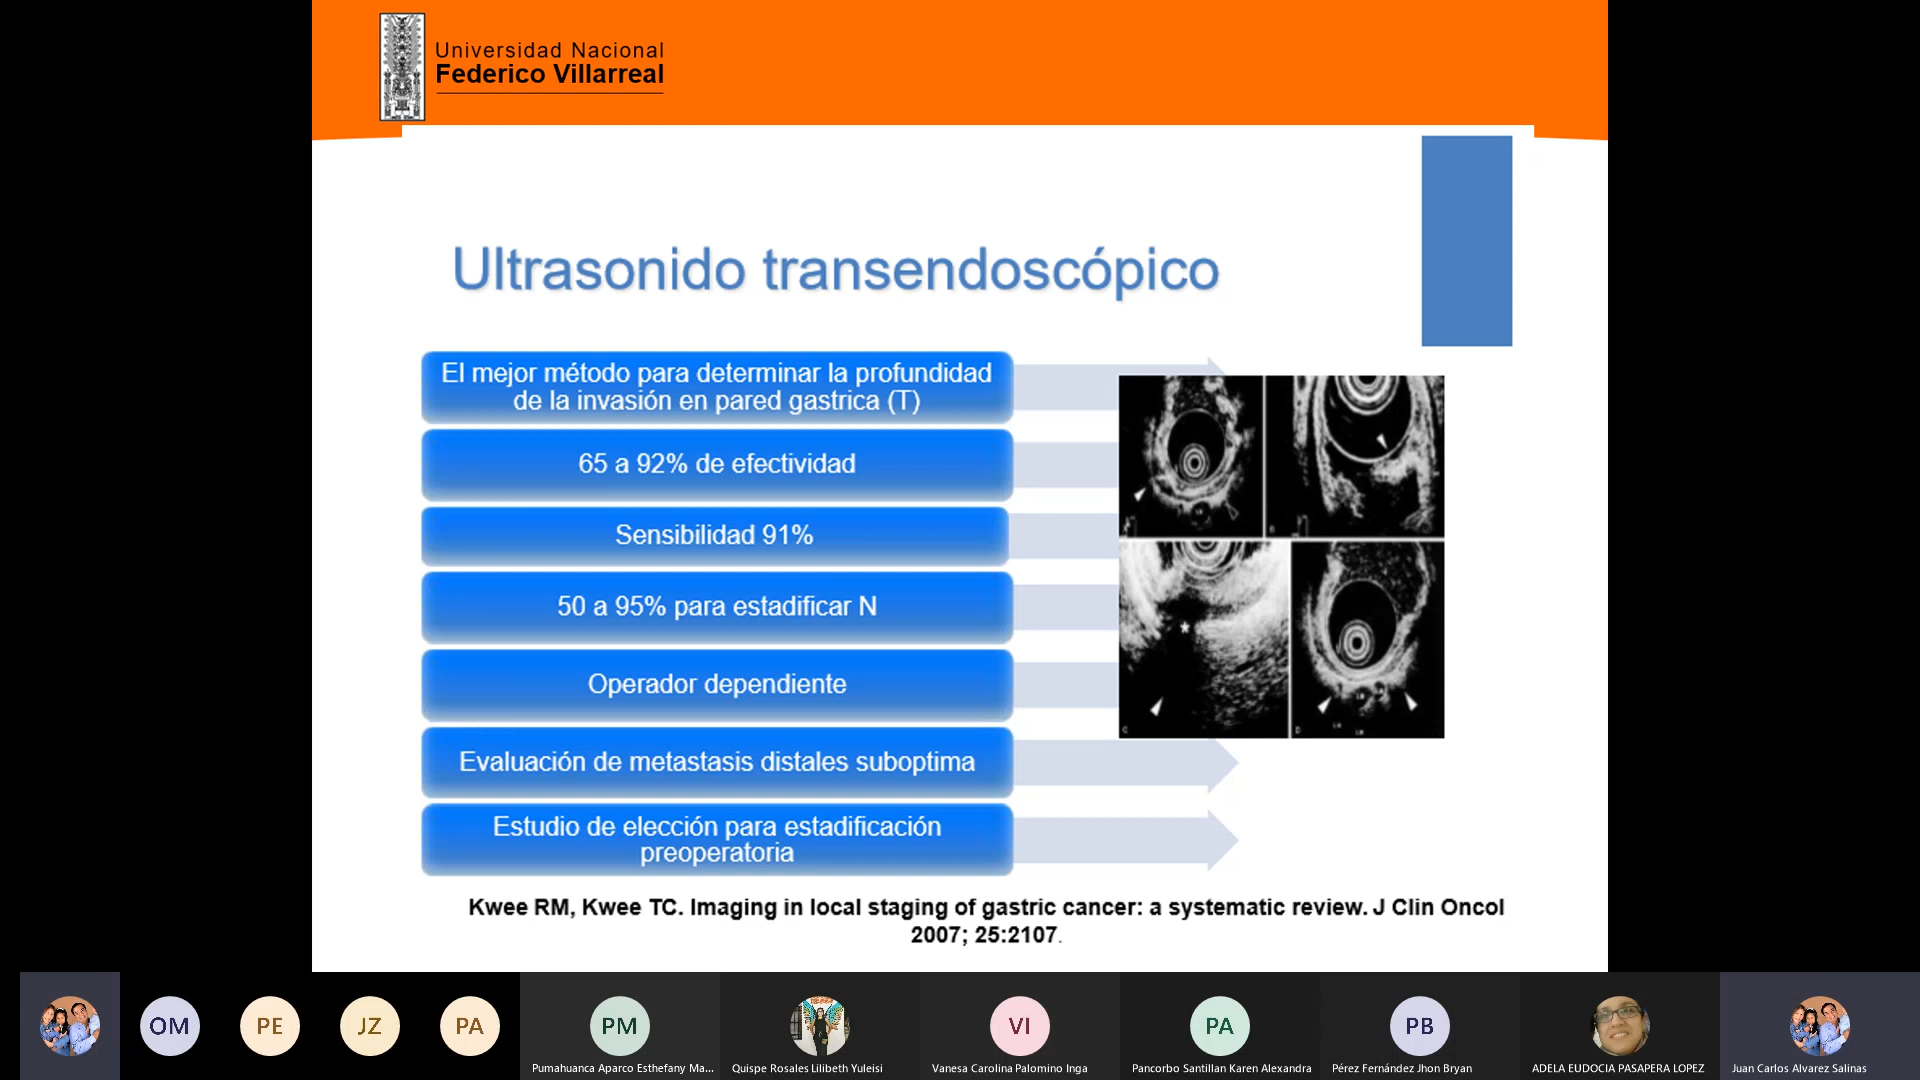 Universidad Nacional
Federico Villarreal
Ultrasonido transendoscópico
El mejor método para determinar la profundidad
de la invasión en pared gastrica (T)
65 a 92% de efectividad
Sensibilidad 91%
50 a 95% para estadificar N
Operador dependiente
Evaluación de metastasis distales suboptima
Estudio de elección para estadificación
preoperatoria
Kwee RM, Kwee TC. Imaging in local staging of gastric cancer: a systematic review. J Clin Oncol
2007; 25:2107.
OM
PE
JZ
PA
PM
VI
PA
PB
Pumahuanca Aparco Esthefany Ma...
Quispe Rosales Lilibeth Yuleisi
Vanesa Carolina Palomino Inga
Pancorbo Santillan Karen Alexandra
Pérez Fernández Jhon Bryan
ADELA EUDOCIA PASAPERA LOPEZ
Juan Carlos Alvarez Salinas